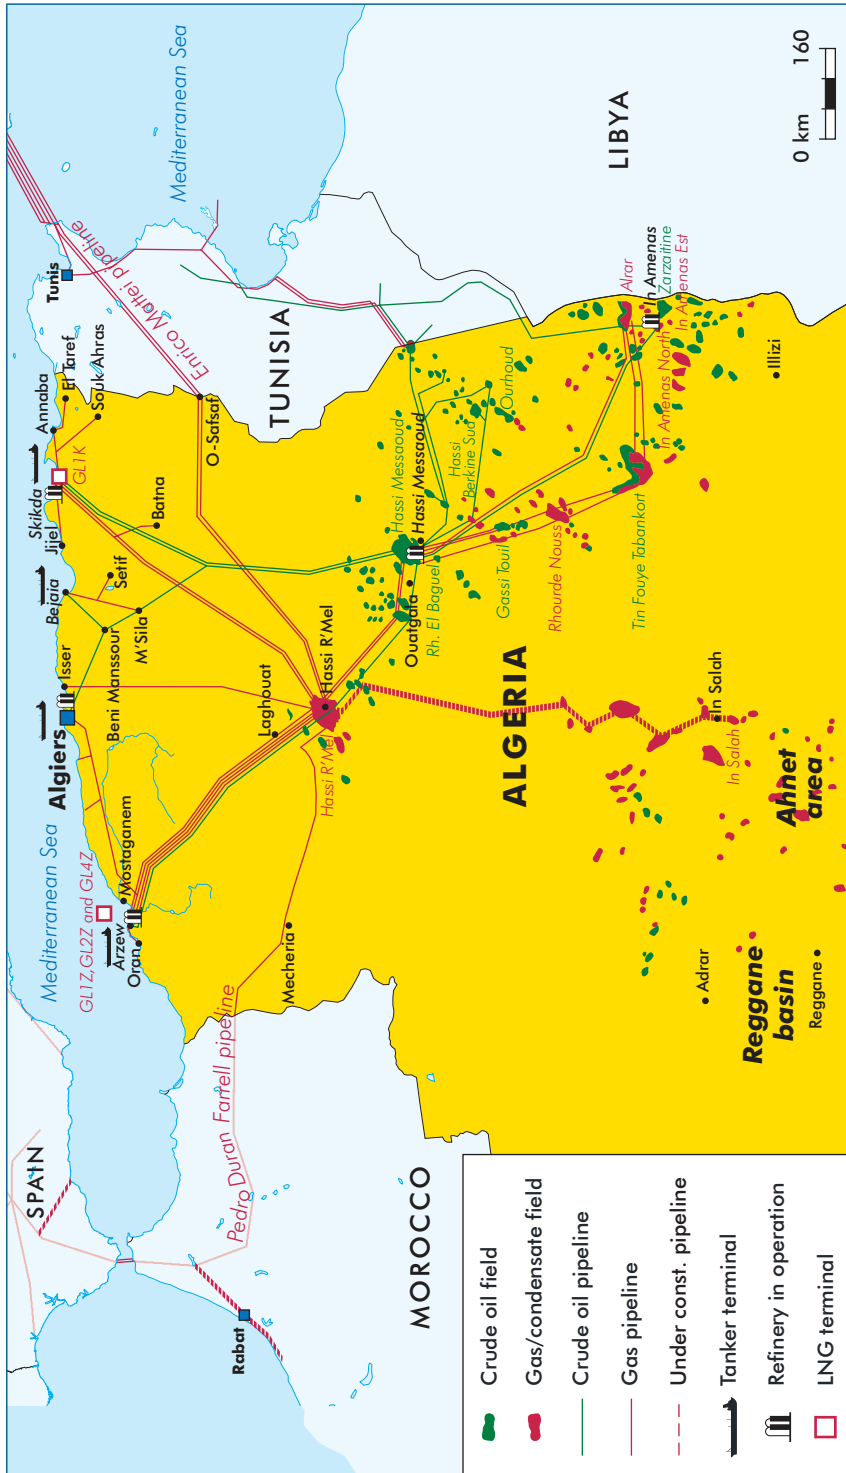 SPAIN
Mediterranean Sea
Mediterranean Sea
Rabat
MOROCCO
Pedro Duran Farrell pipeline
GL1Z,GL2Z and GL4Z
Arzew
Oran
Mostaganem
Mecheria
Algiers
Isser
Beni Manssour
Bejaia
Setif
M'Sila
Jijel
Skikda
GL1K
Batna
Annaba
El Taref
Souk Ahras
Tunis
Enrico Mattei pipeline
O-Safsaf
TUNISIA
Laghouat
Hassi R'Mel
Hassi R'Mel
Ouatgala
Rh. El Baguel
Hassi Messaoud
Hassi Messaoud
Hassi
Berkine Sud
Ourhoud
Gassi Touil
Rhourde Nouss
Tin Fouye Tabankort
ALGERIA
LIBYA
Alrar
In Amenas
Zarzaitine
In Amenas Est
In Amenas North
Illizi
In Salah
In Salah
Ahnet
area
Adrar
Reggane
basin
Reggane
0 km
160
Crude oil field
Gas/condensate field
Crude oil pipeline
Gas pipeline
Under const. pipeline
Tanker terminal
Refinery in operation
LNG terminal